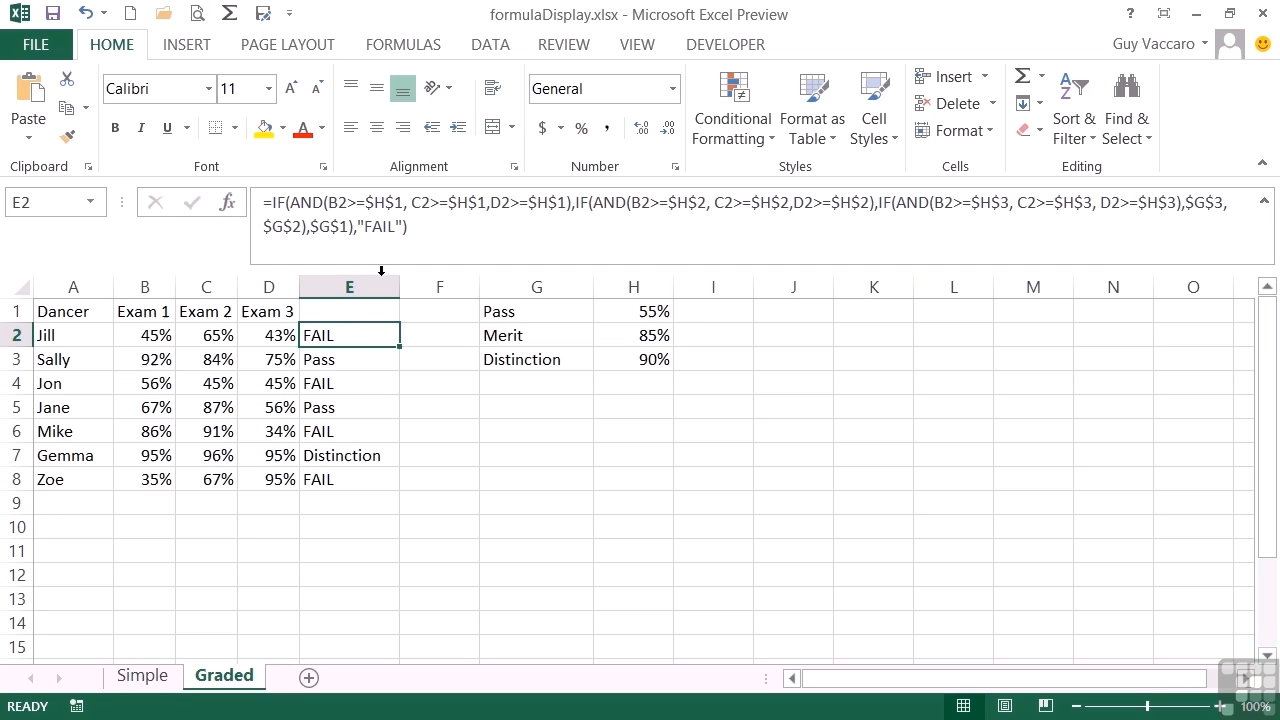 formulaDisplay.xlsx - Microsoft Excel Preview
?
FILE HOME INSERT PAGE LAYOUT FORMULAS DATA REVIEW VIEW DEVELOPER Guy Vaccaro
Paste
Clipboard
Calibri 11
B I U A
Font
Alignment
General
$ % ,
Number
Conditional Formatting
Format as Table
Cell Styles
Styles
Insert
Delete
Format
Cells
Sort & Filter
Find & Select
Editing
E2 fx =IF(AND(B2>=$H$1, C2>=$H$1,D2>=$H$1),IF(AND(B2>=$H$2, C2>=$H$2,D2>=$H$2),IF(AND(B2>=$H$3, C2>=$H$3, D2>=$H$3),$G$3,
$G$2),$G$1),"FAIL")
A B C D E F G H I J K L M N O
1 Dancer Exam 1 Exam 2 Exam 3 Pass 55%
2 Jill 45% 65% 43% FAIL Merit 85%
3 Sally 92% 84% 75% Pass Distinction 90%
4 Jon 56% 45% 45% FAIL
5 Jane 67% 87% 56% Pass
6 Mike 86% 91% 34% FAIL
7 Gemma 95% 96% 95% Distinction
8 Zoe 35% 67% 95% FAIL
9
10
11
12
13
14
15
Simple Graded
READY 100%